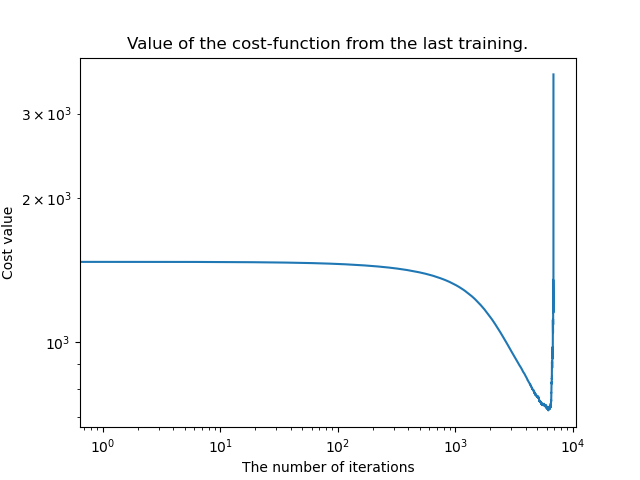 Value of the cost-function from the last training.
3 × 10³
2 × 10³
10³
Cost value
10⁰ 10¹ 10² 10³ 10⁴
The number of iterations